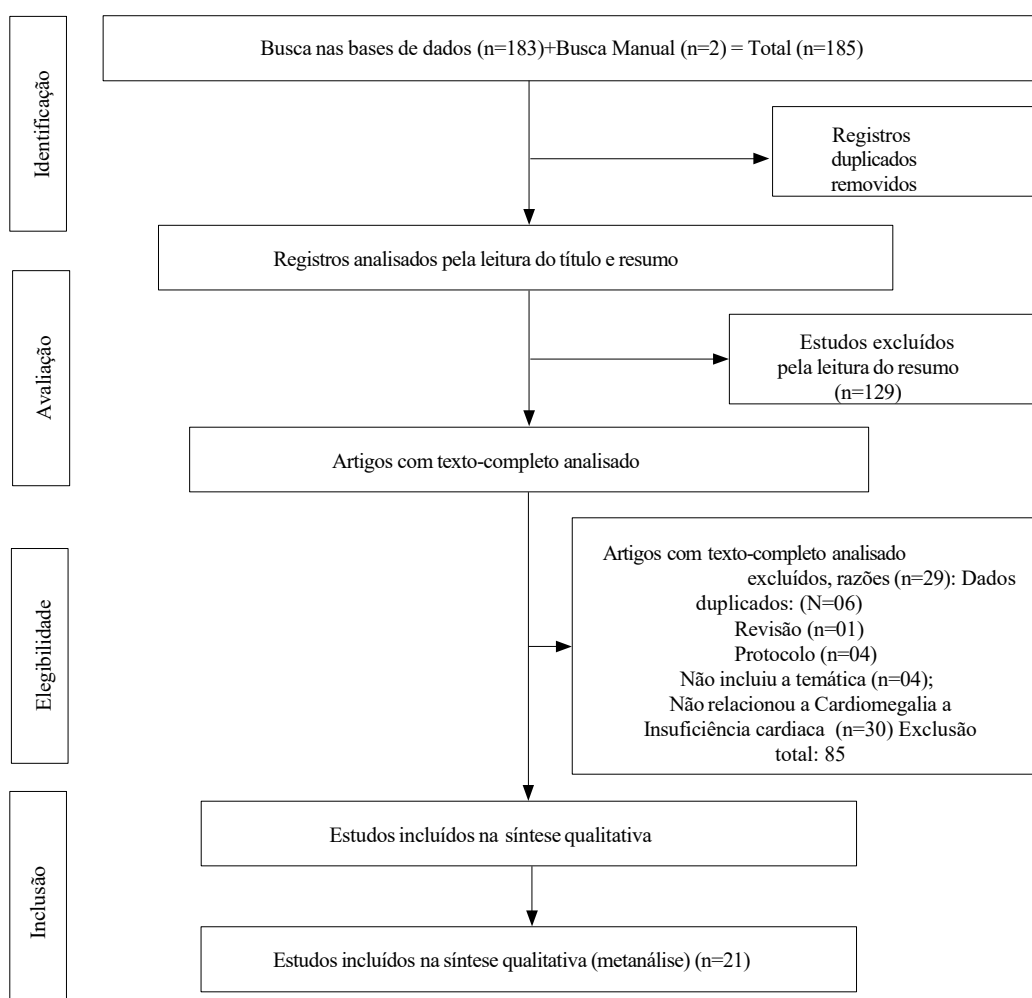 Identificação
Busca nas bases de dados (n=183)+Busca Manual (n=2) = Total (n=185)
Registros
duplicados
removidos
Registros analisados pela leitura do título e resumo
Avaliação
Estudos excluídos
pela leitura do resumo
(n=129)
Artigos com texto-completo analisado
Elegibilidade
Artigos com texto-completo analisado
excluídos, razões (n=29): Dados
duplicados: (N=06)
Revisão (n=01)
Protocolo (n=04)
Não incluiu a temática (n=04);
Não relacionou a Cardiomegalia a
Insuficiência cardiaca (n=30) Exclusão
total: 85
Inclusão
Estudos incluídos na síntese qualitativa
Estudos incluídos na síntese qualitativa (metanálise) (n=21)